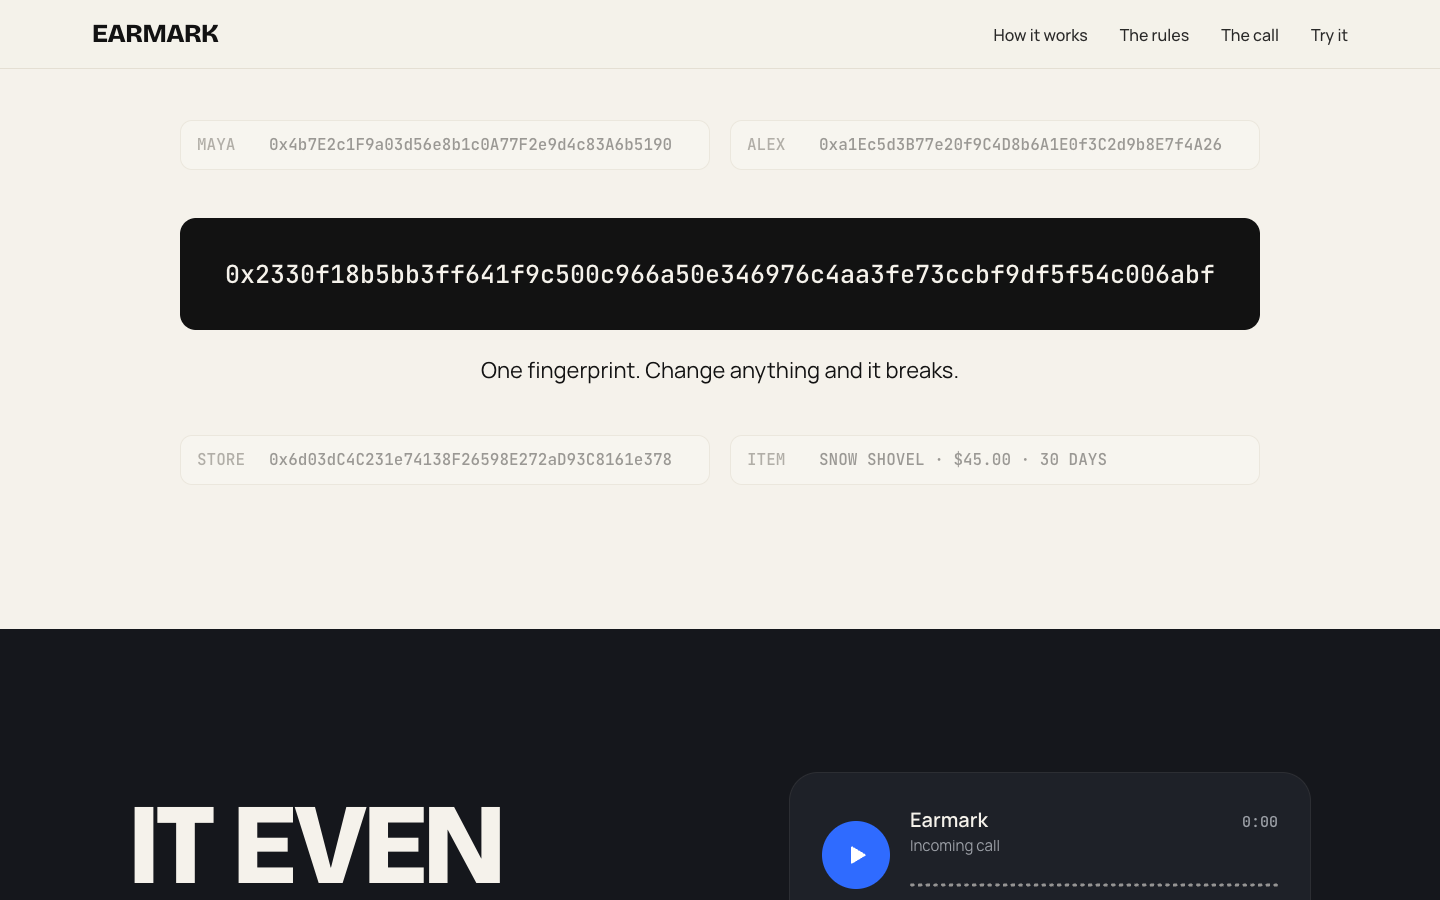 EARMARK
How it works
The rules
The call
Try it
MAYA 0x4b7E2c1F9a03d56e8b1c0A77F2e9d4c83A6b5190
ALEX 0xa1Ec5d3B77e20f9C4D8b6A1E0f3C2d9b8E7f4A26
0x2330f18b5bb3ff641f9c500c966a50e346976c4aa3fe73ccbf9df5f54c006abf
One fingerprint. Change anything and it breaks.
STORE 0x6d03dC4C231e74138F26598E272aD93C8161e378
ITEM SNOW SHOVEL · $45.00 · 30 DAYS
IT EVEN
Earmark
0:00
Incoming call